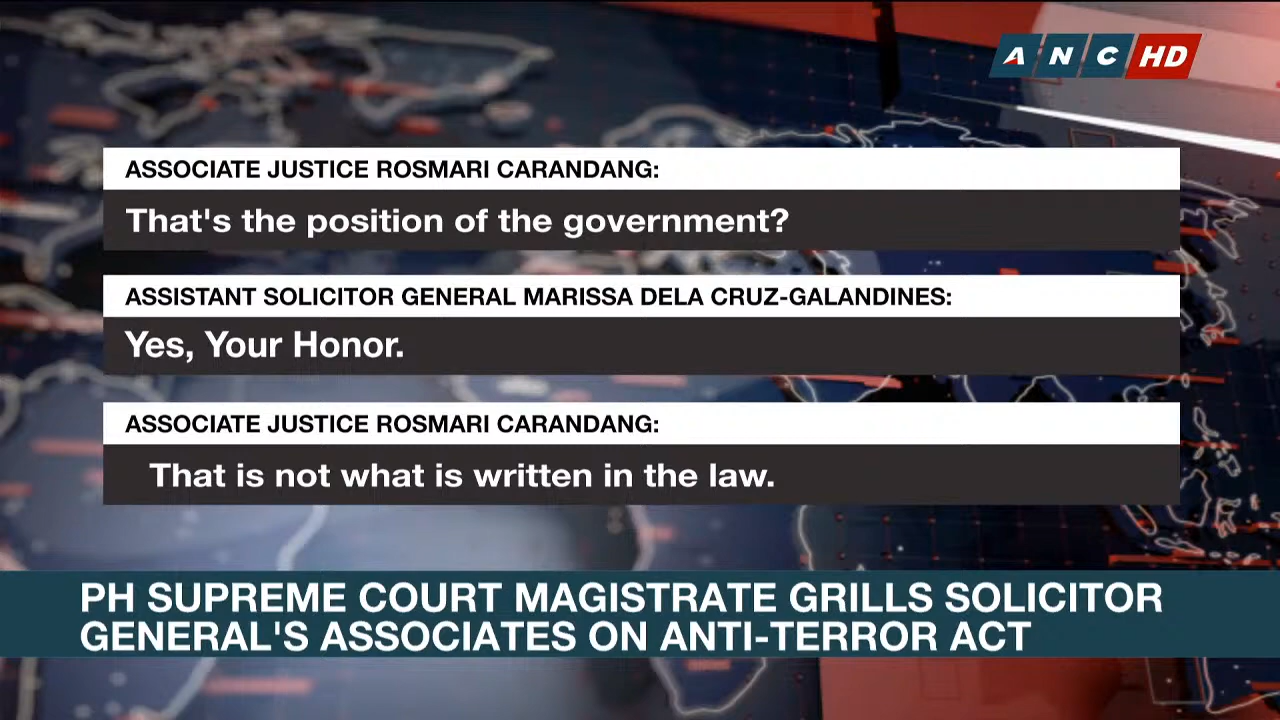 ANC HD
ASSOCIATE JUSTICE ROSMARI CARANDANG:
That's the position of the government?
ASSISTANT SOLICITOR GENERAL MARISSA DELA CRUZ-GALANDINES:
Yes, Your Honor.
ASSOCIATE JUSTICE ROSMARI CARANDANG:
That is not what is written in the law.
PH SUPREME COURT MAGISTRATE GRILLS SOLICITOR
GENERAL'S ASSOCIATES ON ANTI-TERROR ACT